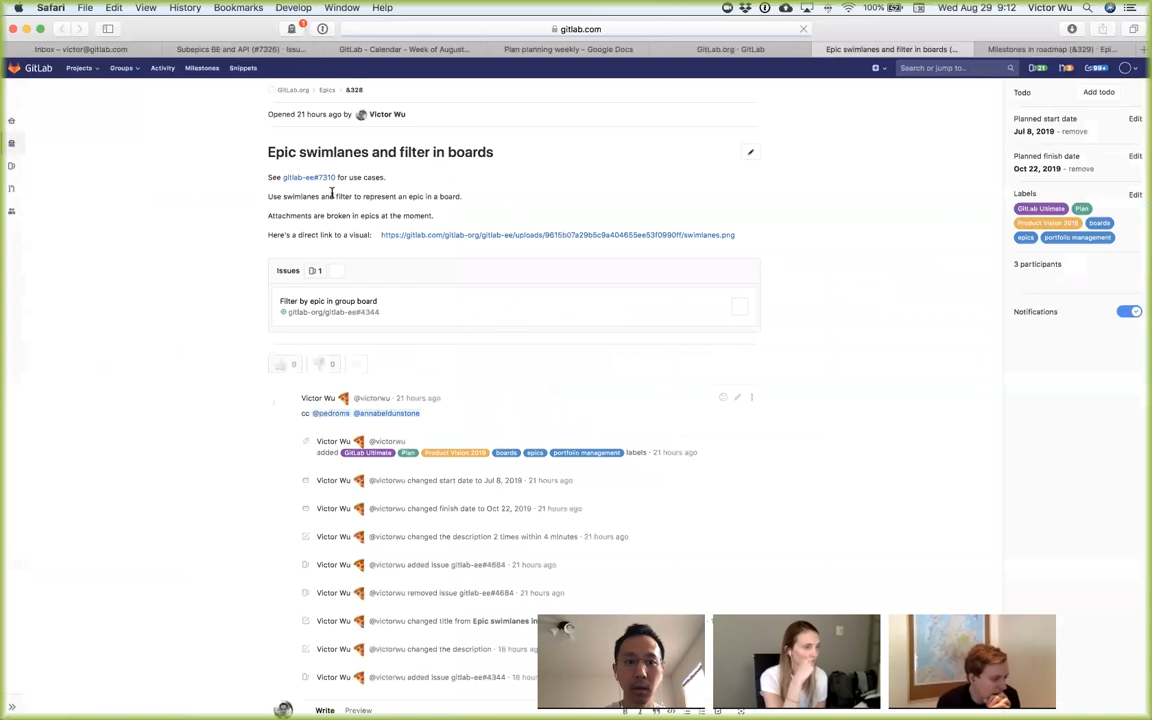 Safari File Edit View History Bookmarks Develop Window Help 100% Wed Aug 29 9:12 Victor Wu
gitlab.com
Inbox – victor@gitlab.com Subepics BE and API (#7326) · Issu... GitLab - Calendar - Week of August... Plan planning weekly – Google Docs GitLab.org · GitLab Epic swimlanes and filter in boards (... Milestones in roadmap (&329) · Epi...
GitLab Projects Groups Activity Milestones Snippets Search or jump to... 21 3 99+
GitLab.org › Epics › &328
Opened 21 hours ago by Victor Wu
Epic swimlanes and filter in boards
See gitlab-ee#7310 for use cases.
Use swimlanes and filter to represent an epic in a board.
Attachments are broken in epics at the moment.
Here's a direct link to a visual: https://gitlab.com/gitlab-org/gitlab-ee/uploads/9616b07a29b5c9a404655ee53f0990ff/swimlanes.png
Issues 1
Filter by epic in group board
gitlab-org/gitlab-ee#4344
0 0
Victor Wu @victorwu · 21 hours ago
cc @pedroms @annabeldunstone
Victor Wu @victorwu
added GitLab Ultimate Plan Product Vision 2019 boards epics portfolio management labels · 21 hours ago
Victor Wu @victorwu changed start date to Jul 8, 2019 · 21 hours ago
Victor Wu @victorwu changed finish date to Oct 22, 2019 · 21 hours ago
Victor Wu @victorwu changed the description 2 times within 4 minutes · 21 hours ago
Victor Wu @victorwu added issue gitlab-ee#4684 · 21 hours ago
Victor Wu @victorwu removed issue gitlab-ee#4684 · 21 hours ago
Victor Wu @victorwu changed title from Epic swimlanes in
Victor Wu @victorwu changed the description · 18 hours
Victor Wu @victorwu added issue gitlab-ee#4344 · 18 hour
Write Preview
Todo Add todo
Planned start date Edit
Jul 8, 2019 - remove
Planned finish date Edit
Oct 22, 2019 - remove
Labels Edit
GitLab Ultimate Plan
Product Vision 2019 boards
epics portfolio management
3 participants
Notifications